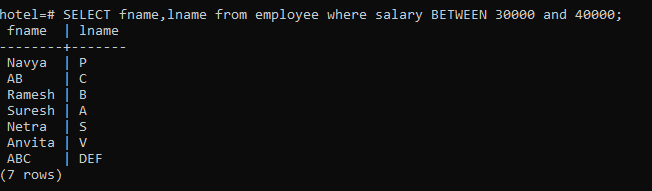 hotel=# SELECT fname,lname from employee where salary BETWEEN 30000 and 40000;
 fname  | lname
--------+-------
 Navya  | P
 AB     | C
 Ramesh | B
 Suresh | A
 Netra  | S
 Anvita | V
 ABC    | DEF
(7 rows)